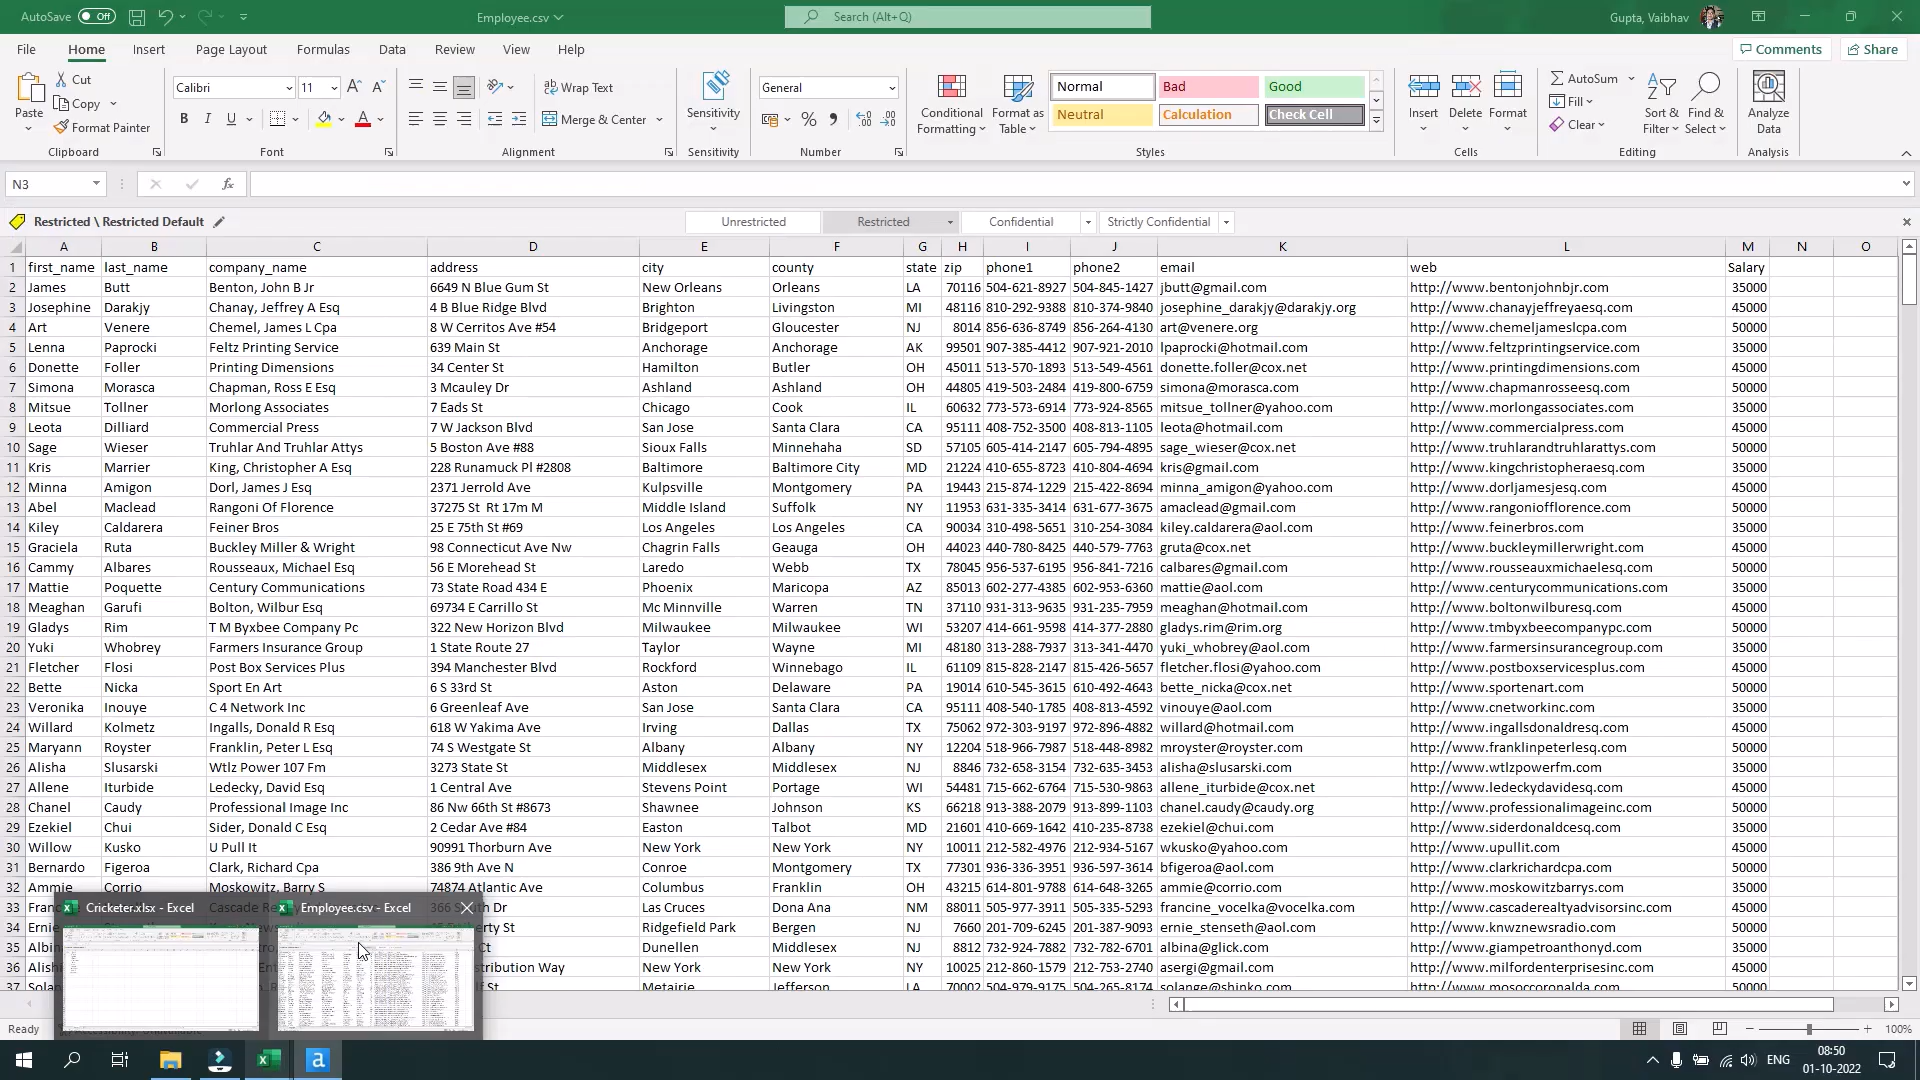 AutoSave Off Employee.csv Search (Alt+Q) Gupta, Vaibhav
File Home Insert Page Layout Formulas Data Review View Help Comments Share
Paste Cut Copy Format Painter Clipboard
Calibri 11 A A B I U A Font
Wrap Text Merge & Center Alignment
Sensitivity Sensitivity
General % Number
Conditional Formatting Format as Table Normal Bad Good Neutral Calculation Check Cell Styles
Insert Delete Format Cells
AutoSum Fill Clear Sort & Filter Find & Select Editing
Analyze Data Analysis
N3 fx
Restricted \ Restricted Default Unrestricted Restricted Confidential Strictly Confidential
A B C D E F G H I J K L M N O
1 first_name last_name company_name address city county state zip phone1 phone2 email web Salary
2 James Butt Benton, John B Jr 6649 N Blue Gum St New Orleans Orleans LA 70116 504-621-8927 504-845-1427 jbutt@gmail.com http://www.bentonjohnbjr.com 35000
3 Josephine Darakjy Chanay, Jeffrey A Esq 4 B Blue Ridge Blvd Brighton Livingston MI 48116 810-292-9388 810-374-9840 josephine_darakjy@darakjy.org http://www.chanayjeffreyaesq.com 45000
4 Art Venere Chemel, James L Cpa 8 W Cerritos Ave #54 Bridgeport Gloucester NJ 8014 856-636-8749 856-264-4130 art@venere.org http://www.chemeljameslcpa.com 50000
5 Lenna Paprocki Feltz Printing Service 639 Main St Anchorage Anchorage AK 99501 907-385-4412 907-921-2010 lpaprocki@hotmail.com http://www.feltzprintingservice.com 35000
6 Donette Foller Printing Dimensions 34 Center St Hamilton Butler OH 45011 513-570-1893 513-549-4561 donette.foller@cox.net http://www.printingdimensions.com 45000
7 Simona Morasca Chapman, Ross E Esq 3 Mcauley Dr Ashland Ashland OH 44805 419-503-2484 419-800-6759 simona@morasca.com http://www.chapmanrosseesq.com 50000
8 Mitsue Tollner Morlong Associates 7 Eads St Chicago Cook IL 60632 773-573-6914 773-924-8565 mitsue_tollner@yahoo.com http://www.morlongassociates.com 35000
9 Leota Dilliard Commercial Press 7 W Jackson Blvd San Jose Santa Clara CA 95111 408-752-3500 408-813-1105 leota@hotmail.com http://www.commercialpress.com 45000
10 Sage Wieser Truhlar And Truhlar Attys 5 Boston Ave #88 Sioux Falls Minnehaha SD 57105 605-414-2147 605-794-4895 sage_wieser@cox.net http://www.truhlarandtruhlarattys.com 50000
11 Kris Marrier King, Christopher A Esq 228 Runamuck Pl #2808 Baltimore Baltimore City MD 21224 410-655-8723 410-804-4694 kris@gmail.com http://www.kingchristopheraesq.com 35000
12 Minna Amigon Dorl, James J Esq 2371 Jerrold Ave Kulpsville Montgomery PA 19443 215-874-1229 215-422-8694 minna_amigon@yahoo.com http://www.dorljamesjesq.com 45000
13 Abel Maclead Rangoni Of Florence 37275 St Rt 17m M Middle Island Suffolk NY 11953 631-335-3414 631-677-3675 amaclead@gmail.com http://www.rangoniofflorence.com 50000
14 Kiley Caldarera Feiner Bros 25 E 75th St #69 Los Angeles Los Angeles CA 90034 310-498-5651 310-254-3084 kiley.caldarera@aol.com http://www.feinerbros.com 35000
15 Graciela Ruta Buckley Miller & Wright 98 Connecticut Ave Nw Chagrin Falls Geauga OH 44023 440-780-8425 440-579-7763 gruta@cox.net http://www.buckleymillerwright.com 45000
16 Cammy Albares Rousseaux, Michael Esq 56 E Morehead St Laredo Webb TX 78045 956-537-6195 956-841-7216 calbares@gmail.com http://www.rousseauxmichaelesq.com 50000
17 Mattie Poquette Century Communications 73 State Road 434 E Phoenix Maricopa AZ 85013 602-277-4385 602-953-6360 mattie@aol.com http://www.centurycommunications.com 35000
18 Meaghan Garufi Bolton, Wilbur Esq 69734 E Carrillo St Mc Minnville Warren TN 37110 931-313-9635 931-235-7959 meaghan@hotmail.com http://www.boltonwilburesq.com 45000
19 Gladys Rim T M Byxbee Company Pc 322 New Horizon Blvd Milwaukee Milwaukee WI 53207 414-661-9598 414-377-2880 gladys.rim@rim.org http://www.tmbyxbeecompanypc.com 50000
20 Yuki Whobrey Farmers Insurance Group 1 State Route 27 Taylor Wayne MI 48180 313-288-7937 313-341-4470 yuki_whobrey@aol.com http://www.farmersinsurancegroup.com 35000
21 Fletcher Flosi Post Box Services Plus 394 Manchester Blvd Rockford Winnebago IL 61109 815-828-2147 815-426-5657 fletcher.flosi@yahoo.com http://www.postboxservicesplus.com 45000
22 Bette Nicka Sport En Art 6 S 33rd St Aston Delaware PA 19014 610-545-3615 610-492-4643 bette_nicka@cox.net http://www.sportenart.com 50000
23 Veronika Inouye C 4 Network Inc 6 Greenleaf Ave San Jose Santa Clara CA 95111 408-540-1785 408-813-4592 vinouye@aol.com http://www.cnetworkinc.com 35000
24 Willard Kolmetz Ingalls, Donald R Esq 618 W Yakima Ave Irving Dallas TX 75062 972-303-9197 972-896-4882 willard@hotmail.com http://www.ingallsdonaldresq.com 45000
25 Maryann Royster Franklin, Peter L Esq 74 S Westgate St Albany Albany NY 12204 518-966-7987 518-448-8982 mroyster@royster.com http://www.franklinpeterlesq.com 50000
26 Alisha Slusarski Wtlz Power 107 Fm 3273 State St Middlesex Middlesex NJ 8846 732-658-3154 732-635-3453 alisha@slusarski.com http://www.wtlzpowerfm.com 35000
27 Allene Iturbide Ledecky, David Esq 1 Central Ave Stevens Point Portage WI 54481 715-662-6764 715-530-9863 allene_iturbide@cox.net http://www.ledeckydavidesq.com 45000
28 Chanel Caudy Professional Image Inc 86 Nw 66th St #8673 Shawnee Johnson KS 66218 913-388-2079 913-899-1103 chanel.caudy@caudy.org http://www.professionalimageinc.com 50000
29 Ezekiel Chui Sider, Donald C Esq 2 Cedar Ave #84 Easton Talbot MD 21601 410-669-1642 410-235-8738 ezekiel@chui.com http://www.siderdonaldcesq.com 35000
30 Willow Kusko U Pull It 90991 Thorburn Ave New York New York NY 10011 212-582-4976 212-934-5167 wkusko@yahoo.com http://www.upullit.com 45000
31 Bernardo Figeroa Clark, Richard Cpa 386 9th Ave N Conroe Montgomery TX 77301 936-336-3951 936-597-3614 bfigeroa@aol.com http://www.clarkrichardcpa.com 50000
32 Ammie Corrio Moskowitz, Barry S 74874 Atlantic Ave Columbus Franklin OH 43215 614-801-9788 614-648-3265 ammie@corrio.com http://www.moskowitzbarrys.com 35000
33 Las Cruces Dona Ana NM 88011 505-977-3911 505-335-5293 francine_vocelka@vocelka.com http://www.cascaderealtyadvisorsinc.com 45000
34 Ernie St Ridgefield Park Bergen NJ 7660 201-709-6245 201-387-9093 ernie_stenseth@aol.com http://www.knwznewsradio.com 50000
35 Albin Ct Dunellen Middlesex NJ 8812 732-924-7882 732-782-6701 albina@glick.com http://www.giampetroanthonyd.com 35000
36 Alish stribution Way New York New York NY 10025 212-860-1579 212-753-2740 asergi@gmail.com http://www.milfordenterprisesinc.com 45000
37 Solan St Metairie Jefferson LA 70002 504-979-9175 504-265-8174 solange@shinko.com http://www.mosoccoronalda.com 50000
Cricketer.xlsx - Excel Employee.csv - Excel
Ready 100%
ENG 08:50
01-10-2022